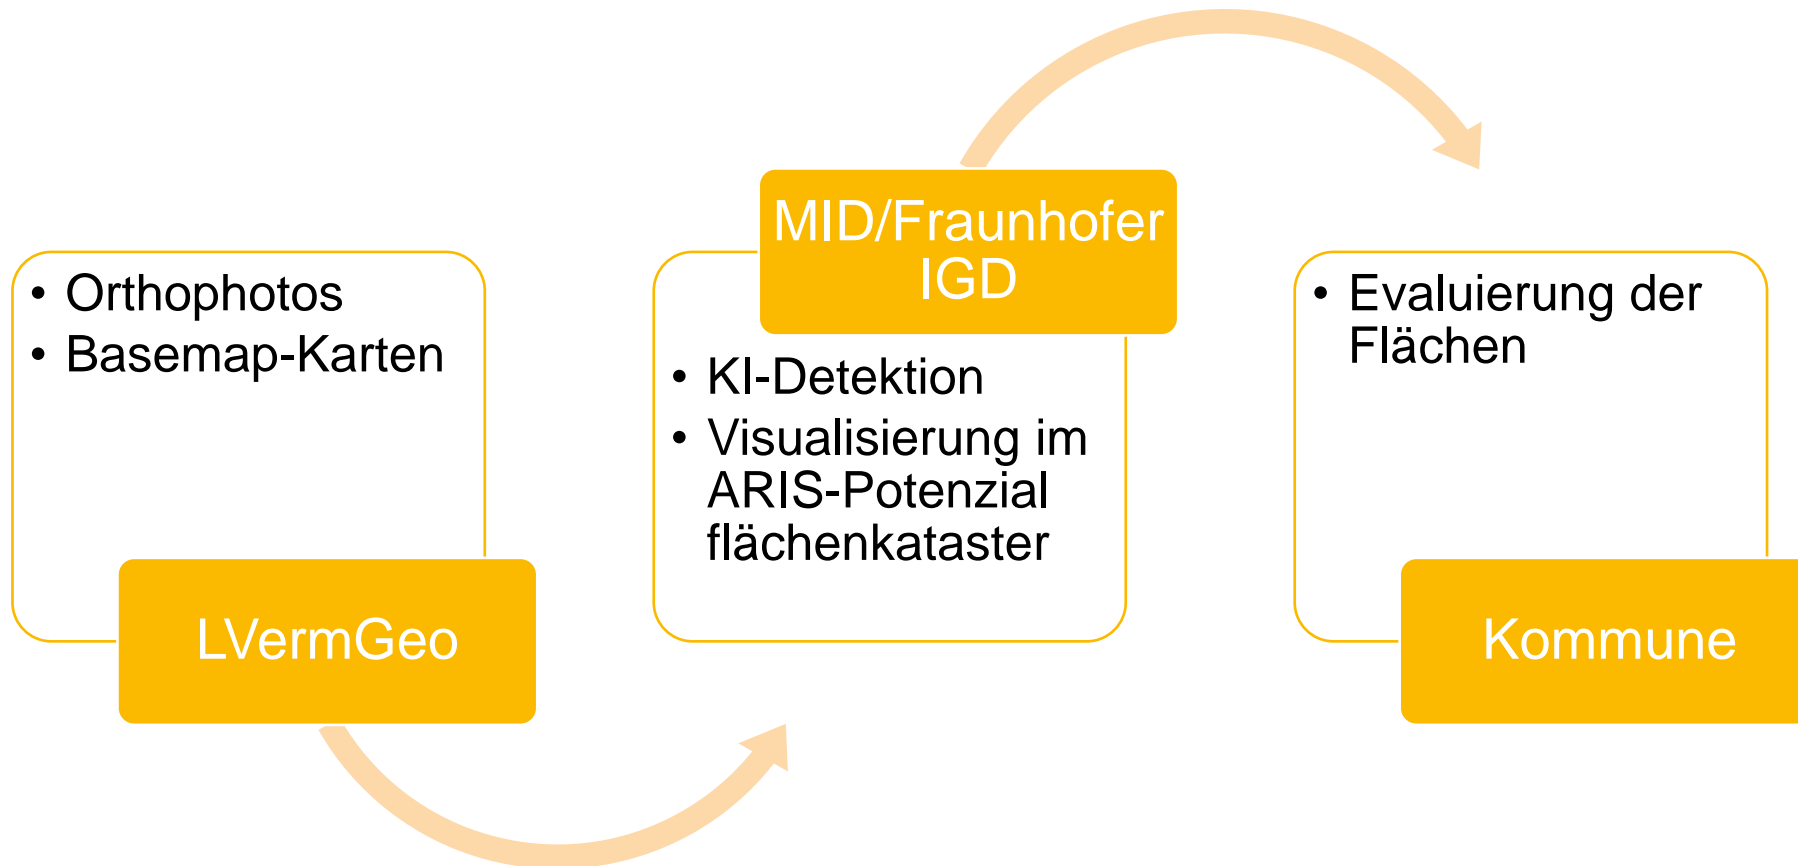 • Orthophotos
• Basemap-Karten
LVermGeo
MID/Fraunhofer
IGD
• KI-Detektion
• Visualisierung im
ARIS-Potenzial
flächenkataster
• Evaluierung der
Flächen
Kommune